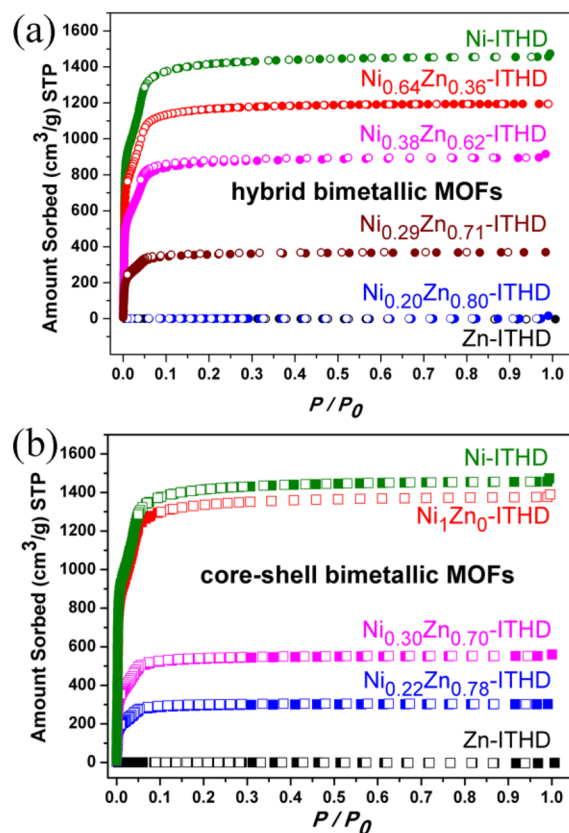 (a)
1600
1400
1200
1000
800
600
400
200
0
Amount Sorbed (cm³/g) STP
Ni-ITHD
Ni₀.₆₄Zn₀.₃₆-ITHD
Ni₀.₃₈Zn₀.₆₂-ITHD
hybrid bimetallic MOFs
Ni₀.₂₉Zn₀.₇₁-ITHD
Ni₀.₂₀Zn₀.₈₀-ITHD
Zn-ITHD
0.0 0.1 0.2 0.3 0.4 0.5 0.6 0.7 0.8 0.9 1.0
P / P₀
(b)
1600
1400
1200
1000
800
600
400
200
0
Amount Sorbed (cm³/g) STP
Ni-ITHD
Ni₁Zn₀-ITHD
core-shell bimetallic MOFs
Ni₀.₃₀Zn₀.₇₀-ITHD
Ni₀.₂₂Zn₀.₇₈-ITHD
Zn-ITHD
0.0 0.1 0.2 0.3 0.4 0.5 0.6 0.7 0.8 0.9 1.0
P / P₀